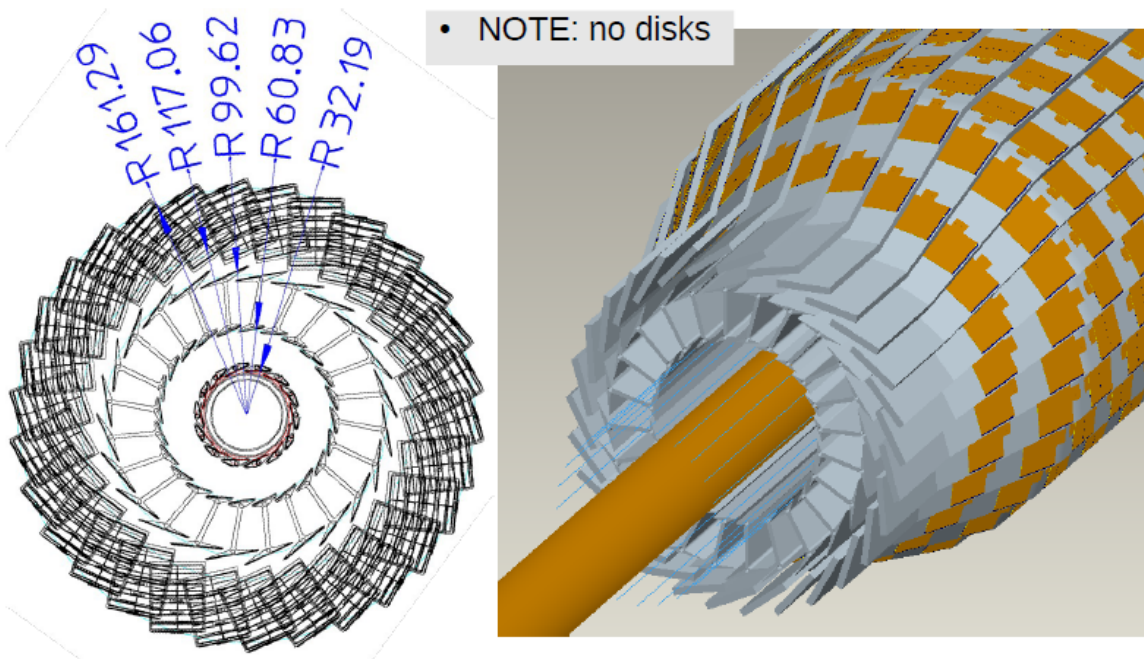 • NOTE: no disks
R161.29
R117.06
R99.62
R60.83
R32.19